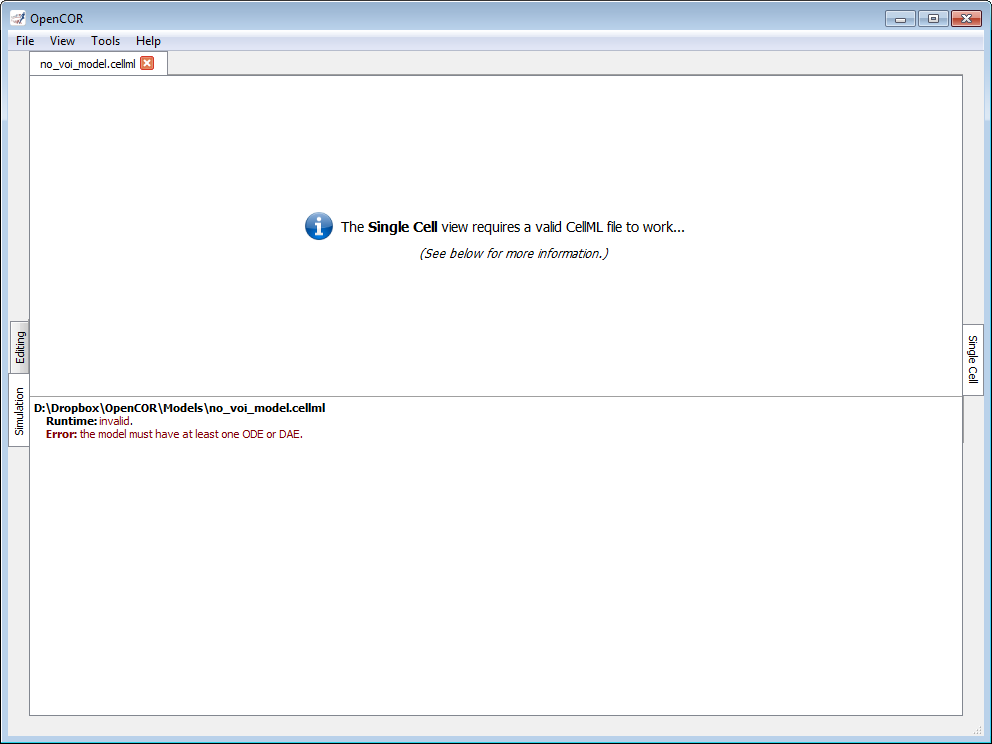 OpenCOR
File View Tools Help
no_voi_model.cellml
The Single Cell view requires a valid CellML file to work...
(See below for more information.)
Editing
Simulation
Single Cell
D:\Dropbox\OpenCOR\Models\no_voi_model.cellml
Runtime: invalid.
Error: the model must have at least one ODE or DAE.